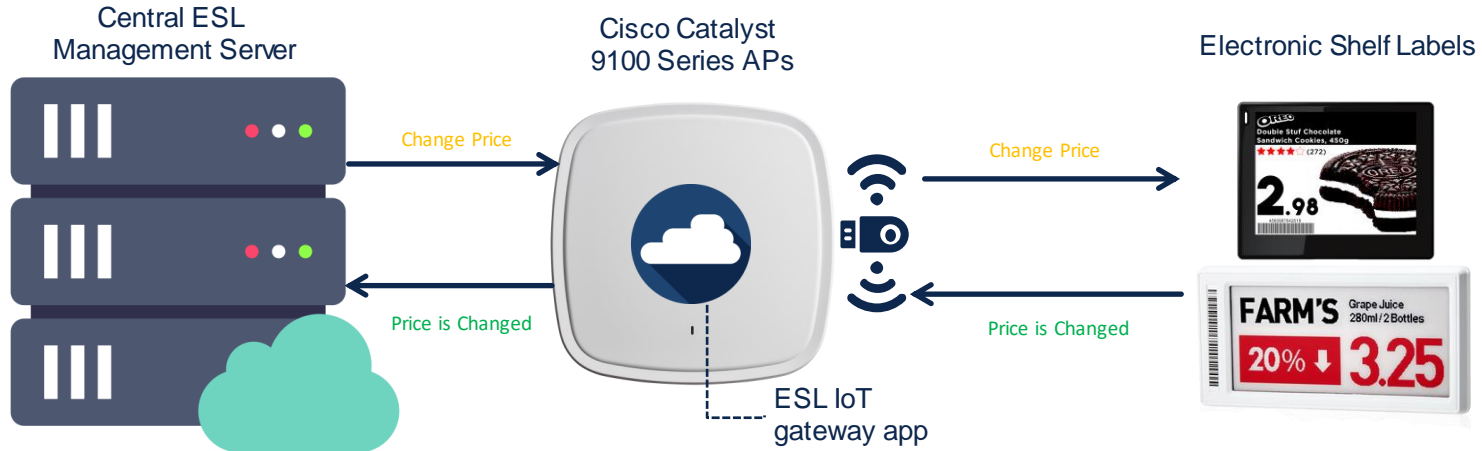 Central ESL
Management Server
Cisco Catalyst
9100 Series APs
Electronic Shelf Labels
Change Price
Change Price
Price is Changed
Price is Changed
ESL IoT
gateway app
OREO
Double Stuf Chocolate
Sandwich Cookies, 450g
(272)
2.98
OREO
FARM'S
Grape Juice
280ml/2 Bottles
20%
3.25